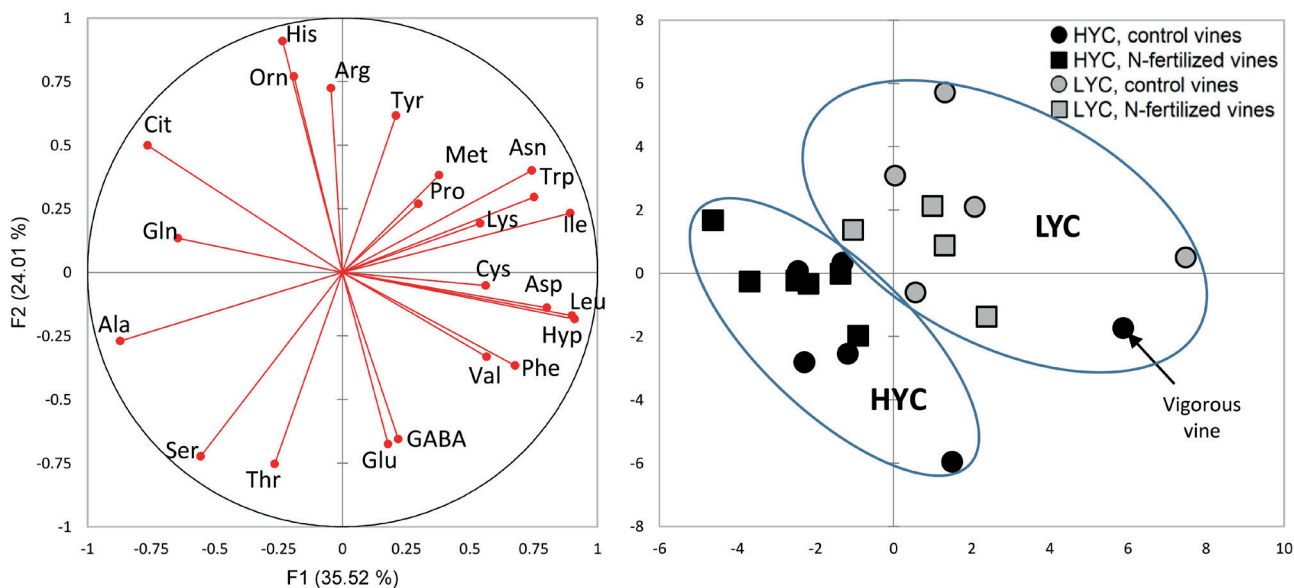 F2 (24.01 %)
1
0.75
0.5
0.25
0
-0.25
-0.5
-0.75
-1
His
Orn
Arg
Tyr
Cit
Met
Asn
Pro
Trp
Gln
Lys
Ile
Cys
Asp
Leu
Ala
Hyp
Val
Phe
Ser
GABA
Glu
Thr
-1
-0.75
-0.5
-0.25
0
0.25
0.5
0.75
1
F1 (35.52 %)
8
6
4
2
0
-2
-4
-6
-8
HYC, control vines
HYC, N-fertilized vines
LYC, control vines
LYC, N-fertilized vines
LYC
HYC
Vigorous
vine
-6
-4
-2
0
2
4
6
8
10